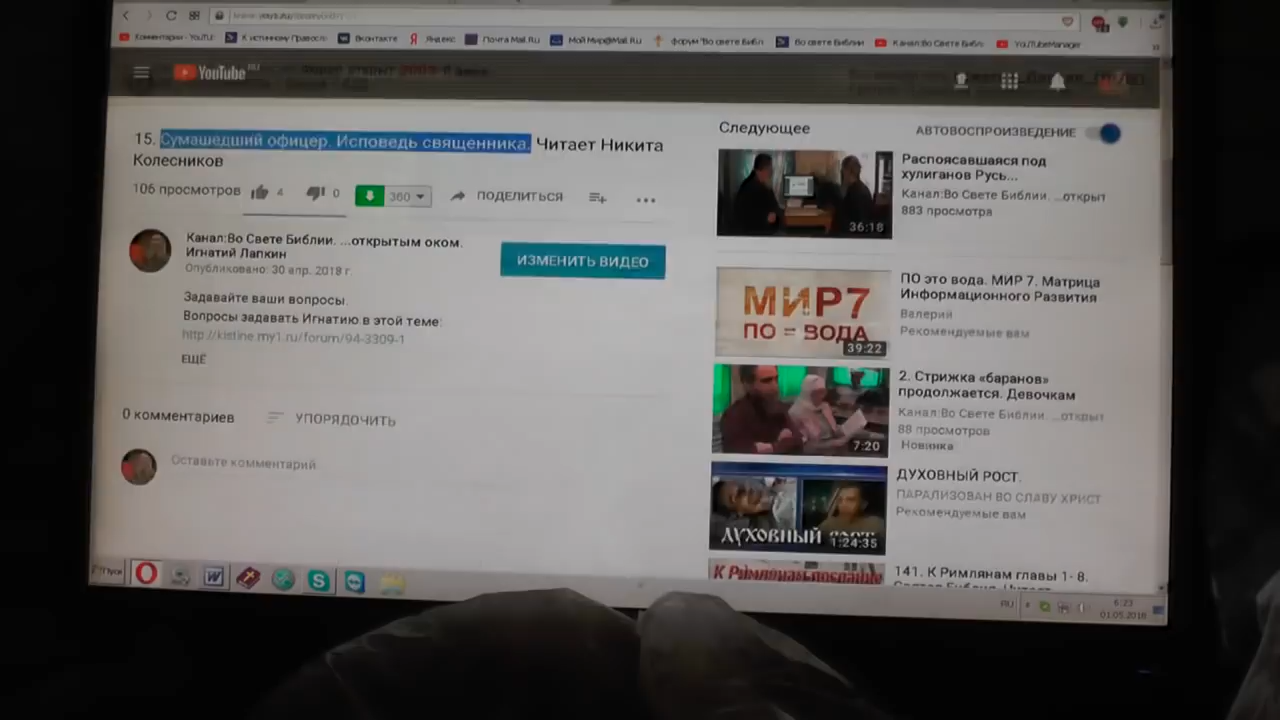 Комментарии - YouTu
К истинному Правосл
Вконтакте
Яндекс
Почта Mail.Ru
Мой Мир@Mail.Ru
форум "Во свете Библ
Во свете Библии
Канал:Во Свете Библ
YouTubeManager
YouTube RU
15. Сумашедший офицер. Исповедь священника. Читает Никита
Колесников
106 просмотров
4
0
360
ПОДЕЛИТЬСЯ
Канал:Во Свете Библии. ...открытым оком.
Игнатий Лапкин
Опубликовано: 30 апр. 2018 г.
ИЗМЕНИТЬ ВИДЕО
Задавайте ваши вопросы.
Вопросы задавать Игнатию в этой теме:
http://kistine.my1.ru/forum/94-3309-1
ЕЩЁ
0 комментариев
УПОРЯДОЧИТЬ
Оставьте комментарий
Следующее
АВТОВОСПРОИЗВЕДЕНИЕ
Распоясавшаяся под
хулиганов Русь...
Канал:Во Свете Библии. ...открыт
883 просмотра
36:18
МИР7
ПО = ВОДА
39:22
ПО это вода. МИР 7. Матрица
Информационного Развития
Валерий
Рекомендуемые вам
2. Стрижка «баранов»
продолжается. Девочкам
Канал:Во Свете Библии. ...открыт
88 просмотров
Новинка
7:20
ДУХОВНЫЙ РОСТ.
ПАРАЛИЗОВАН ВО СЛАВУ ХРИСТ
Рекомендуемые вам
ДУХОВНЫЙ
1:24:35
К Римлянам послание
141. К Римлянам главы 1- 8.
Пуск
RU
6:23
01.05.2018